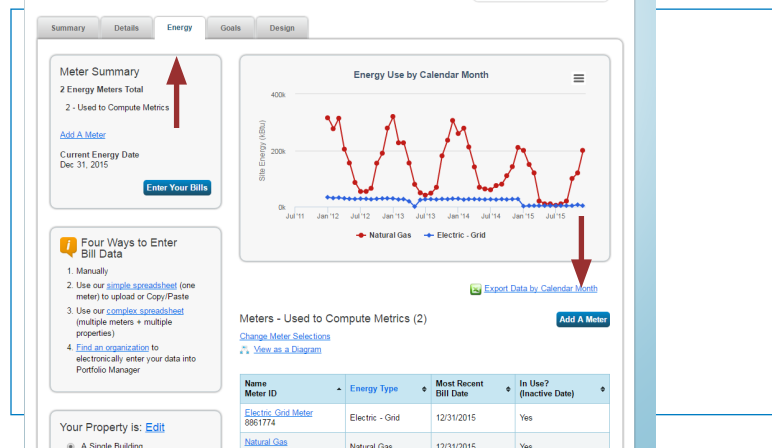 Summary Details Energy Goals Design
Meter Summary
2 Energy Meters Total
2 - Used to Compute Metrics
Add A Meter
Current Energy Date
Dec 31, 2015
Enter Your Bills
Four Ways to Enter
Bill Data
1. Manually
2. Use our simple spreadsheet (one
meter) to upload or Copy/Paste
3. Use our complex spreadsheet
(multiple meters + multiple
properties)
4. Find an organization to
electronically enter your data into
Portfolio Manager
Your Property is: Edit
A Single Building
Energy Use by Calendar Month
Site Energy (kBtu)
400k
200k
0k
Jul'11 Jan'12 Jul'12 Jan'13 Jul'13 Jan'14 Jul'14 Jan'15 Jul'15
Natural Gas Electric - Grid
Export Data by Calendar Month
Meters - Used to Compute Metrics (2)
Add A Meter
Change Meter Selections
View as a Diagram
Name
Meter ID
Energy Type
Most Recent
Bill Date
In Use?
(Inactive Date)
Electric Grid Meter
8861774
Electric - Grid
12/31/2015
Yes
Natural Gas
Natural Gas
12/31/2015
Yes